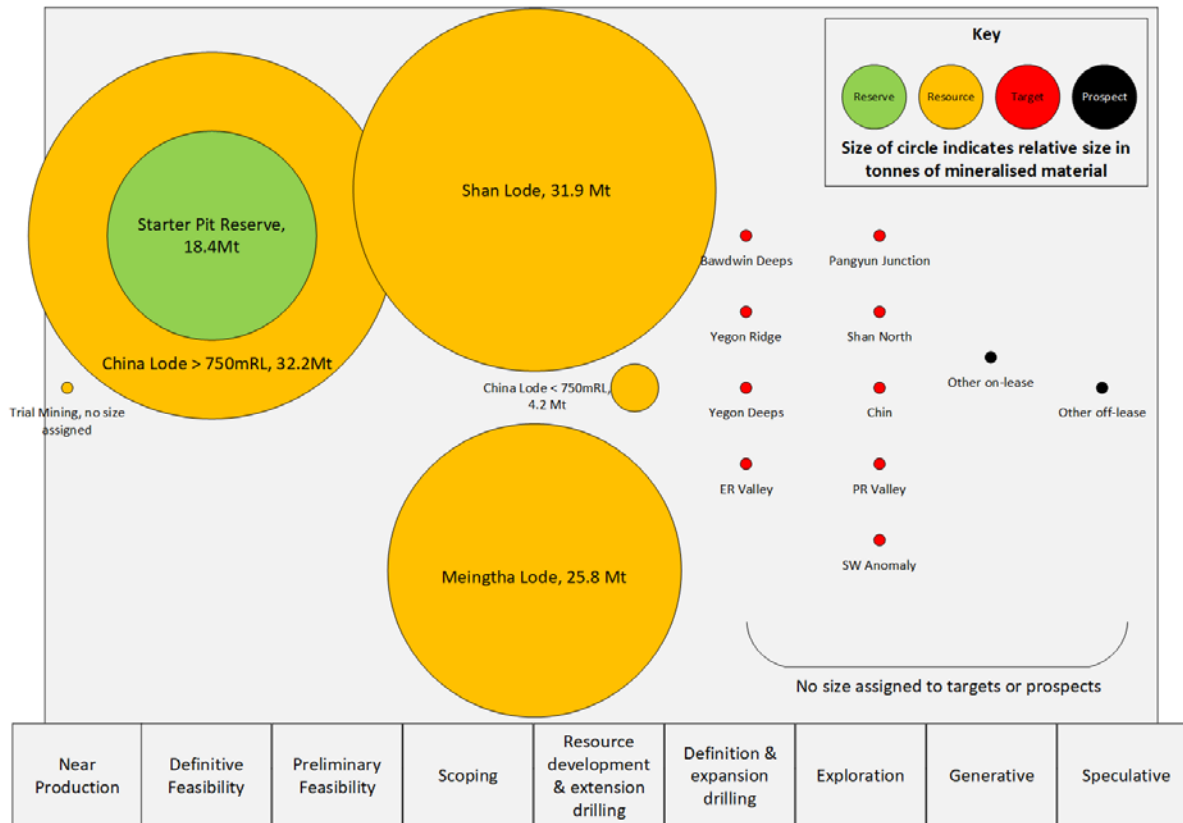 Key
Reserve
Resource
Target
Prospect
Size of circle indicates relative size in
tonnes of mineralised material
Starter Pit Reserve,
18.4Mt
China Lode > 750mRL, 32.2Mt
Trial Mining, no size
assigned
Shan Lode, 31.9 Mt
China Lode < 750mRL,
4.2 Mt
Meingtha Lode, 25.8 Mt
Bawdwin Deeps
Yegon Ridge
Yegon Deeps
ER Valley
Pangyun Junction
Shan North
Chin
PR Valley
SW Anomaly
Other on-lease
Other off-lease
No size assigned to targets or prospects
Near
Production
Definitive
Feasibility
Preliminary
Feasibility
Scoping
Resource
development
& extension
drilling
Definition &
expansion
drilling
Exploration
Generative
Speculative